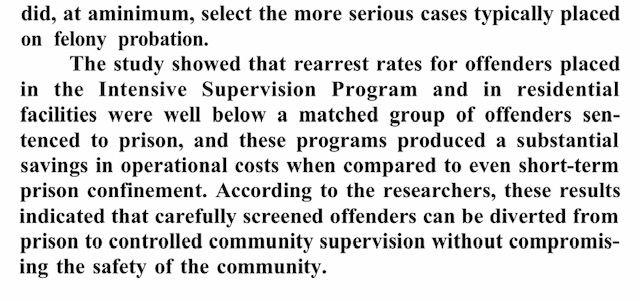 did, at aminimum, select the more serious cases typically placed
on felony probation.
The study showed that rearrest rates for offenders placed
in the Intensive Supervision Program and in residential
facilities were well below a matched group of offenders sen-
tenced to prison, and these programs produced a substantial
savings in operational costs when compared to even short-term
prison confinement. According to the researchers, these results
indicated that carefully screened offenders can be diverted from
prison to controlled community supervision without compromis-
ing the safety of the community.